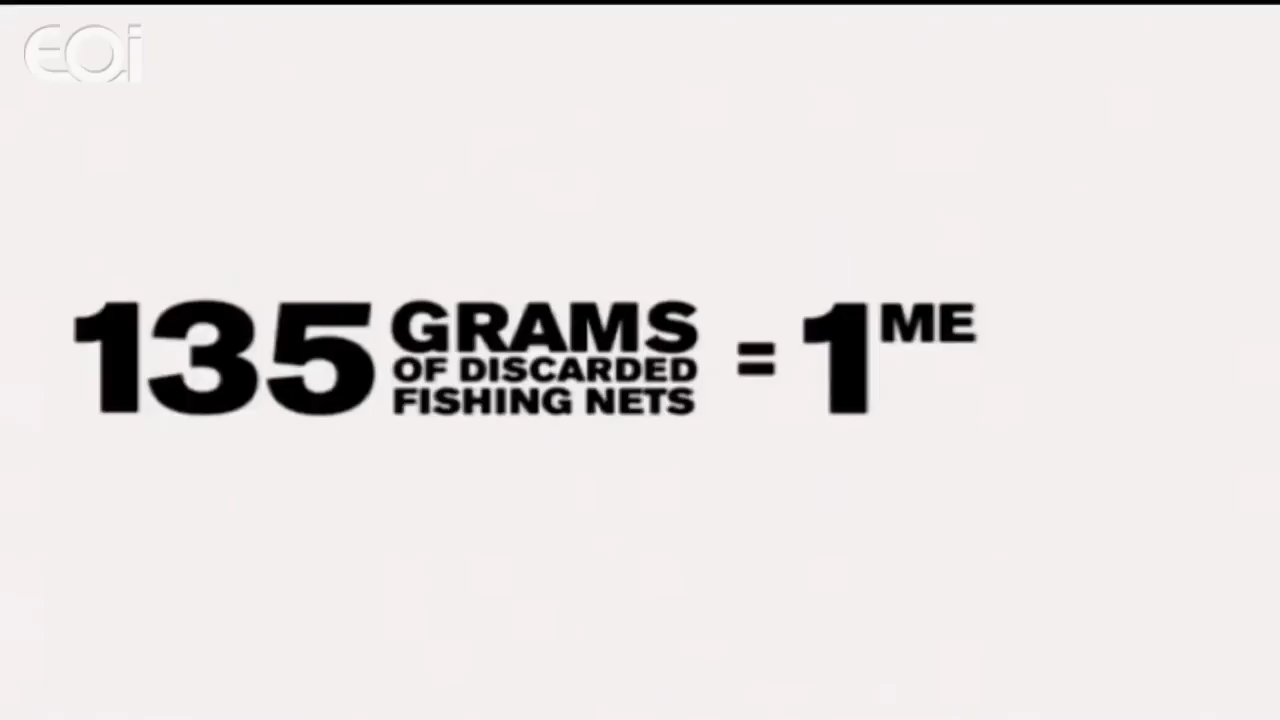 EOi
135 GRAMS
OF DISCARDED
FISHING NETS
= 1 ME